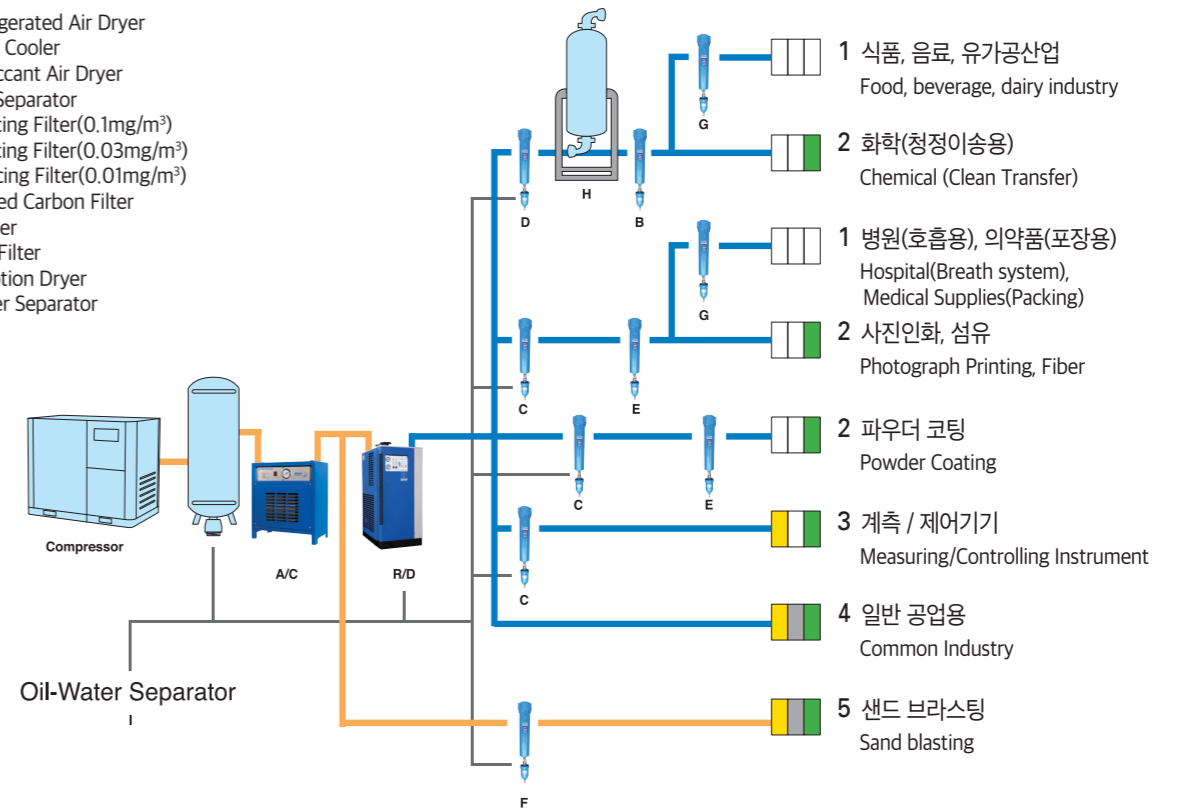 gerated Air Dryer
Cooler
ccant Air Dryer
Separator
cing Filter(0.1mg/m³)
cing Filter(0.03mg/m³)
cing Filter(0.01mg/m³)
ed Carbon Filter
er
Filter
tion Dryer
er Separator
1 식품, 음료, 유가공산업
Food, beverage, dairy industry
G
2 화학(청정이송용)
Chemical (Clean Transfer)
D
H
B
1 병원(호흡용), 의약품(포장용)
Hospital(Breath system),
Medical Supplies(Packing)
G
2 사진인화, 섬유
Photograph Printing, Fiber
C
E
2 파우더 코팅
Powder Coating
C
E
3 계측 / 제어기기
Measuring/Controlling Instrument
Compressor
A/C
R/D
C
4 일반 공업용
Common Industry
Oil-Water Separator
I
5 샌드 브라스팅
Sand blasting
F